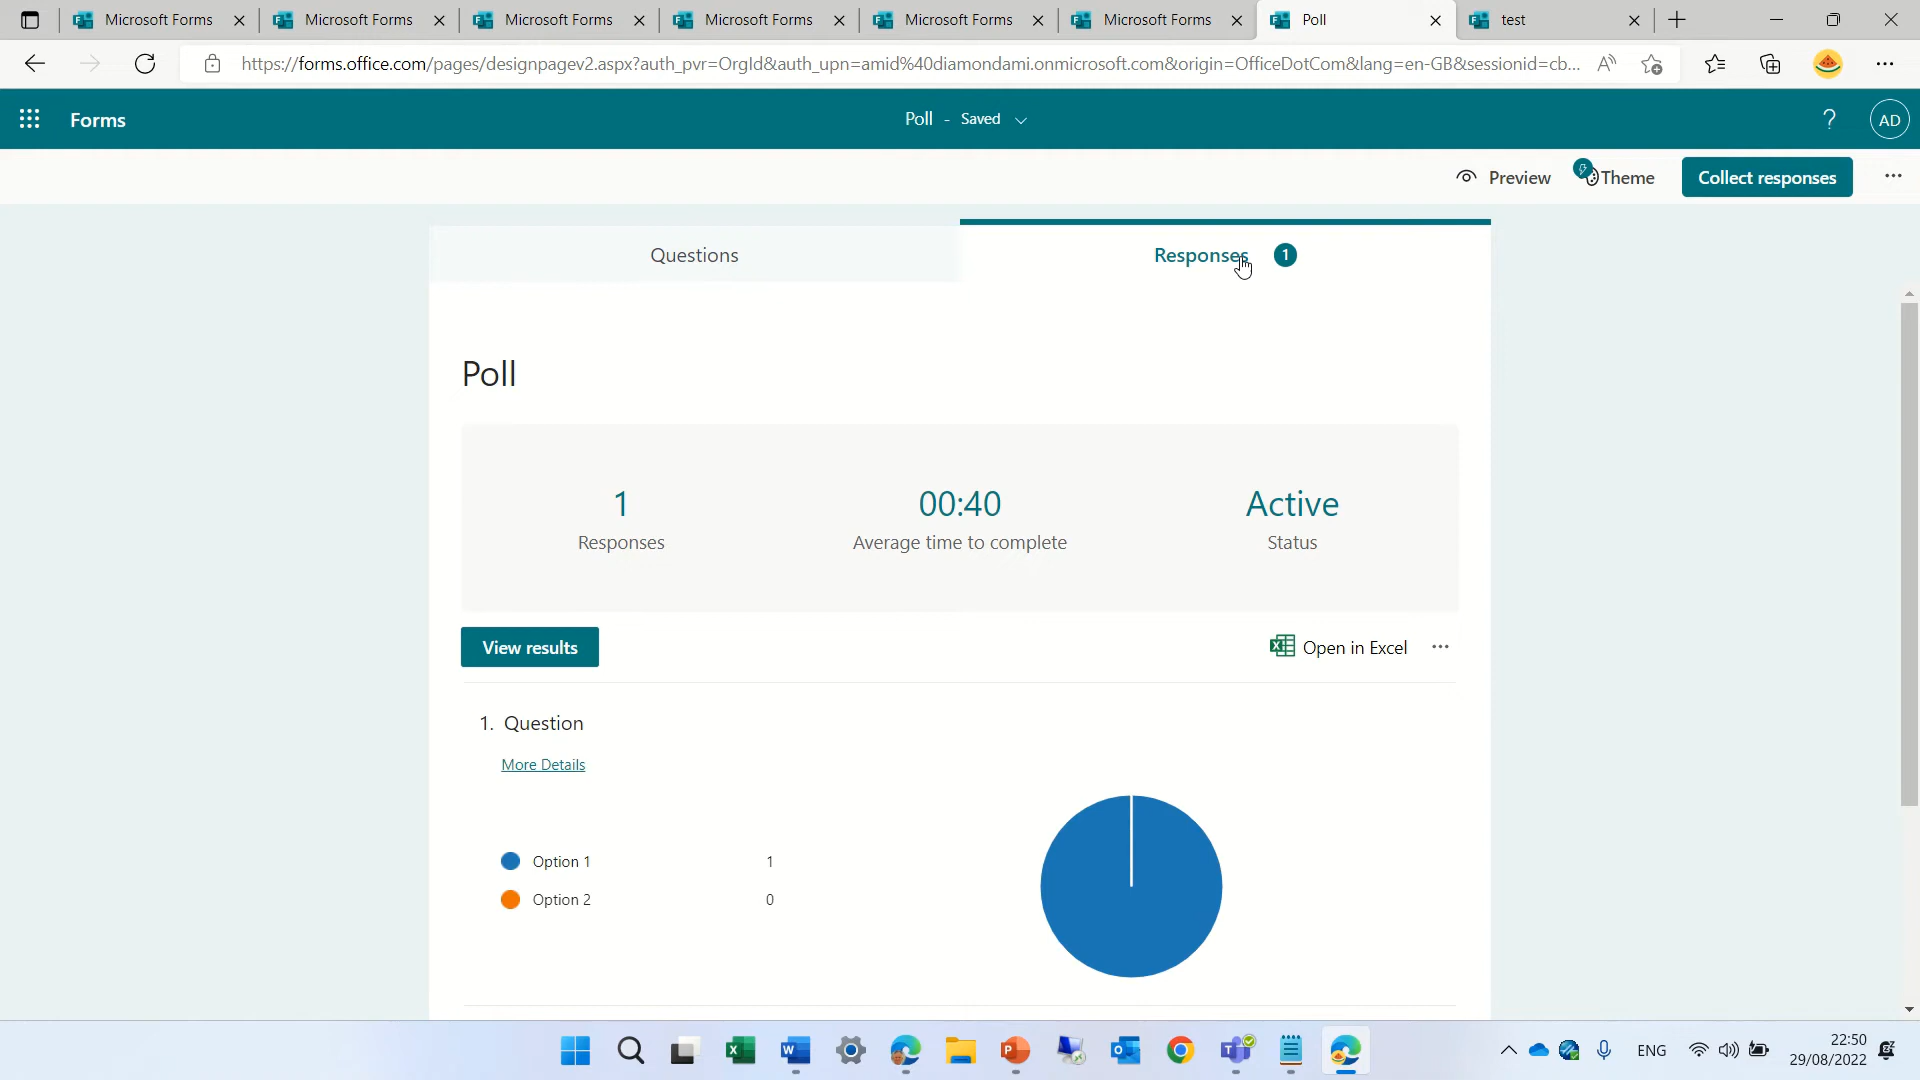 Microsoft Forms
Microsoft Forms
Microsoft Forms
Microsoft Forms
Microsoft Forms
Microsoft Forms
Poll
test
https://forms.office.com/pages/designpagev2.aspx?auth_pvr=OrgId&auth_upn=amid%40diamondami.onmicrosoft.com&origin=OfficeDotCom&lang=en-GB&sessionid=cb...
Forms
Poll - Saved
?
AD
Preview
Theme
Collect responses
Questions
Responses 1
Poll
1
Responses
00:40
Average time to complete
Active
Status
View results
Open in Excel
1. Question
More Details
Option 1 1
Option 2 0
ENG
22:50
29/08/2022